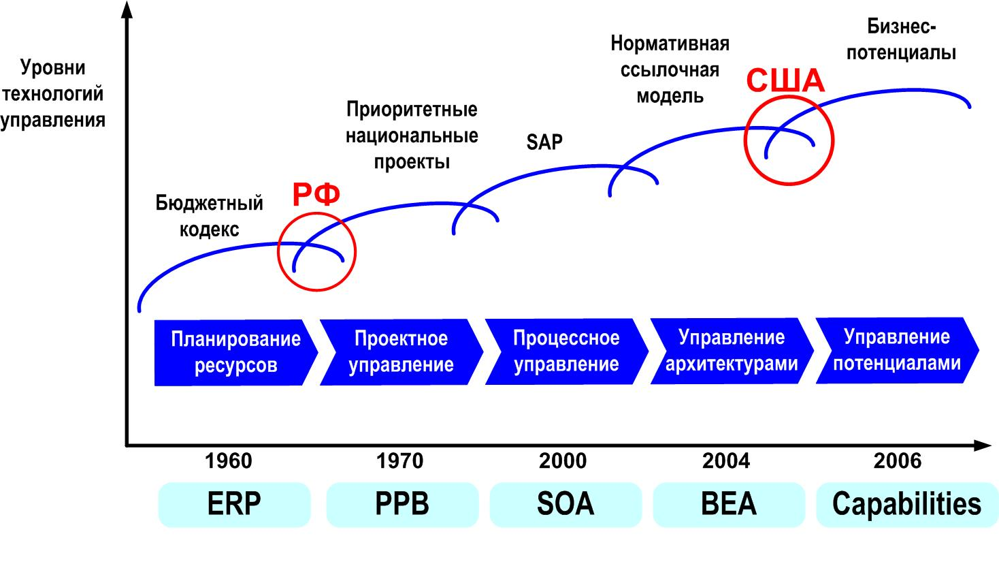 Уровни
технологий
управления
Бюджетный
кодекс
РФ
Приоритетные
национальные
проекты
SAP
Нормативная
ссылочная
модель
США
Бизнес-
потенциалы
Планирование
ресурсов
Проектное
управление
Процессное
управление
Управление
архитектурами
Управление
потенциалами
1960
1970
2000
2004
2006
ERP
PPB
SOA
BEA
Capabilities